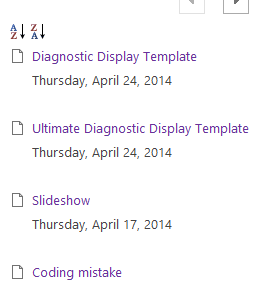 A Z Z A
Diagnostic Display Template
Thursday, April 24, 2014
Ultimate Diagnostic Display Template
Thursday, April 24, 2014
Slideshow
Thursday, April 17, 2014
Coding mistake